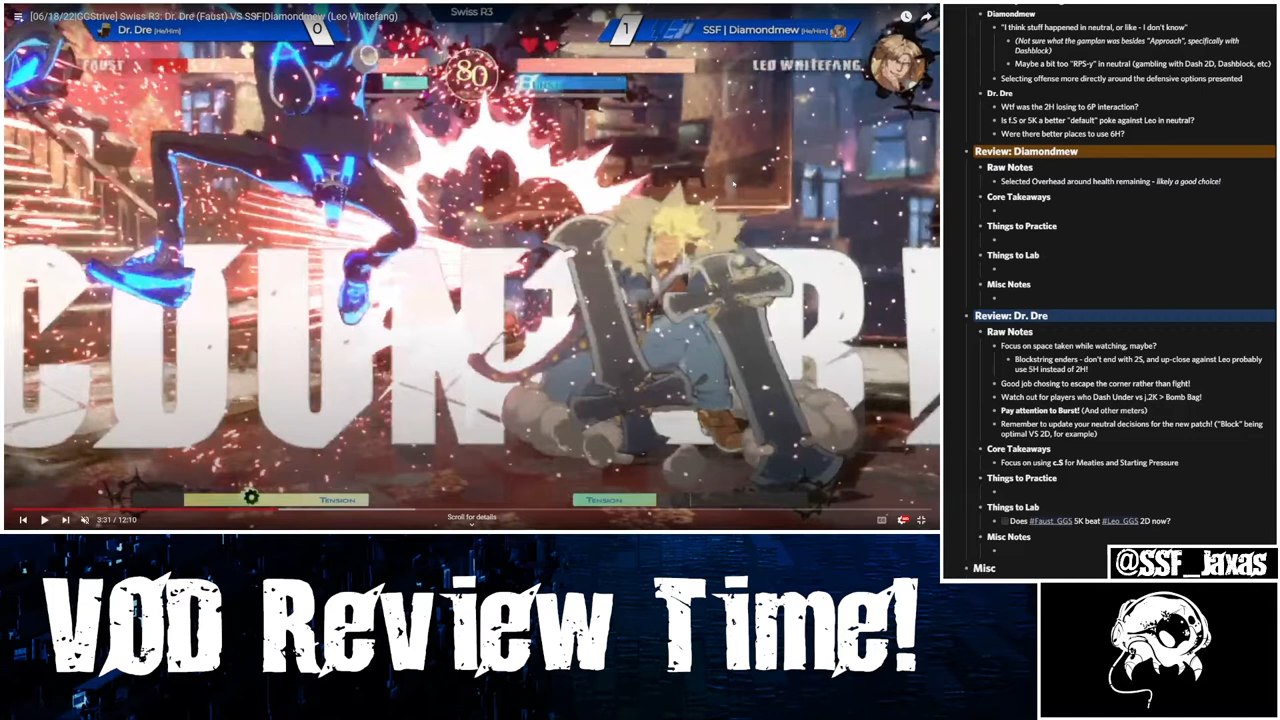 [06/18/22|CCStrive] Swiss R3: Dr. Dre (Faust) VS SSF|Diamondmew (Leo Whitefang)
Swiss R3
Dr. Dre [He/Him]
0
1
SSF | Diamondmew [He/Him]
FAUST
80
LEO WHITEFANG
BURST
COUNTER
TENSION
TENSION
3:31 / 12:10
Scroll for details
Diamondmew
"I think stuff happened in neutral, or like - I don't know"
(Not sure what the gamplan was besides "Approach", specifically with
Dashblock)
Maybe a bit too "RPS-y" in neutral (gambling with Dash 2D, Dashblock, etc)
Selecting offense more directly around the defensive options presented
Dr. Dre
Wtf was the 2H losing to 6P interaction?
Is f.S or 5K a better "default" poke against Leo in neutral?
Were there better places to use 6H?
Review: Diamondmew
Raw Notes
Selected Overhead around health remaining - likely a good choice!
Core Takeaways
Things to Practice
Things to Lab
Misc Notes
Review: Dr. Dre
Raw Notes
Focus on space taken while watching, maybe?
Blockstring enders - don't end with 2S, and up-close against Leo probably
use 5H instead of 2H!
Good job chosing to escape the corner rather than fight!
Watch out for players who Dash Under vs j.2K > Bomb Bag!
Pay attention to Burst! (And other meters)
Remember to update your neutral decisions for the new patch! ("Block" being
optimal VS 2D, for example)
Core Takeaways
Focus on using c.S for Meaties and Starting Pressure
Things to Practice
Things to Lab
Does #Faust_GGS 5K beat #Leo_GGS 2D now?
Misc Notes
Misc
@SSF_Jaxas
VOD Review Time!